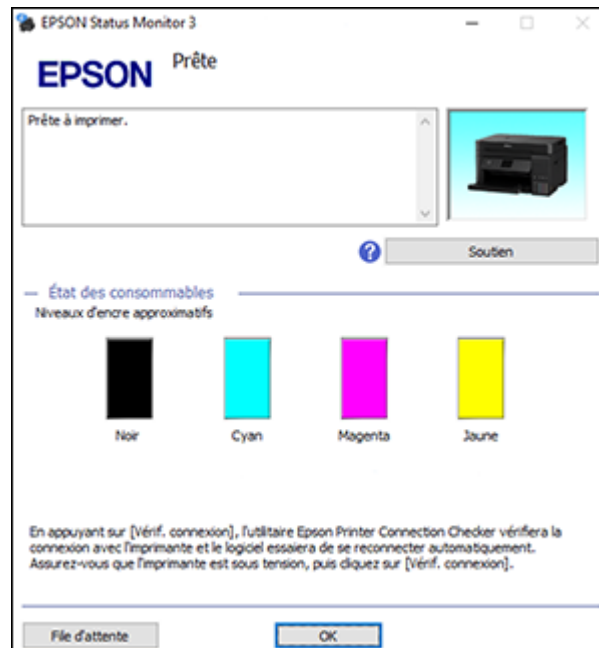 EPSON Status Monitor 3
EPSON
Prête
Prête à imprimer.
?
Soutien
État des consommables
Niveaux d'encre approximatifs
Noir Cyan Magenta Jaune
En appuyant sur [Vérif. connexion], l'utilitaire Epson Printer Connection Checker vérifiera la
connexion avec l'imprimante et le logiciel essaiera de se reconnecter automatiquement.
Assurez-vous que l'imprimante est sous tension, puis cliquez sur [Vérif. connexion].
File d'attente OK